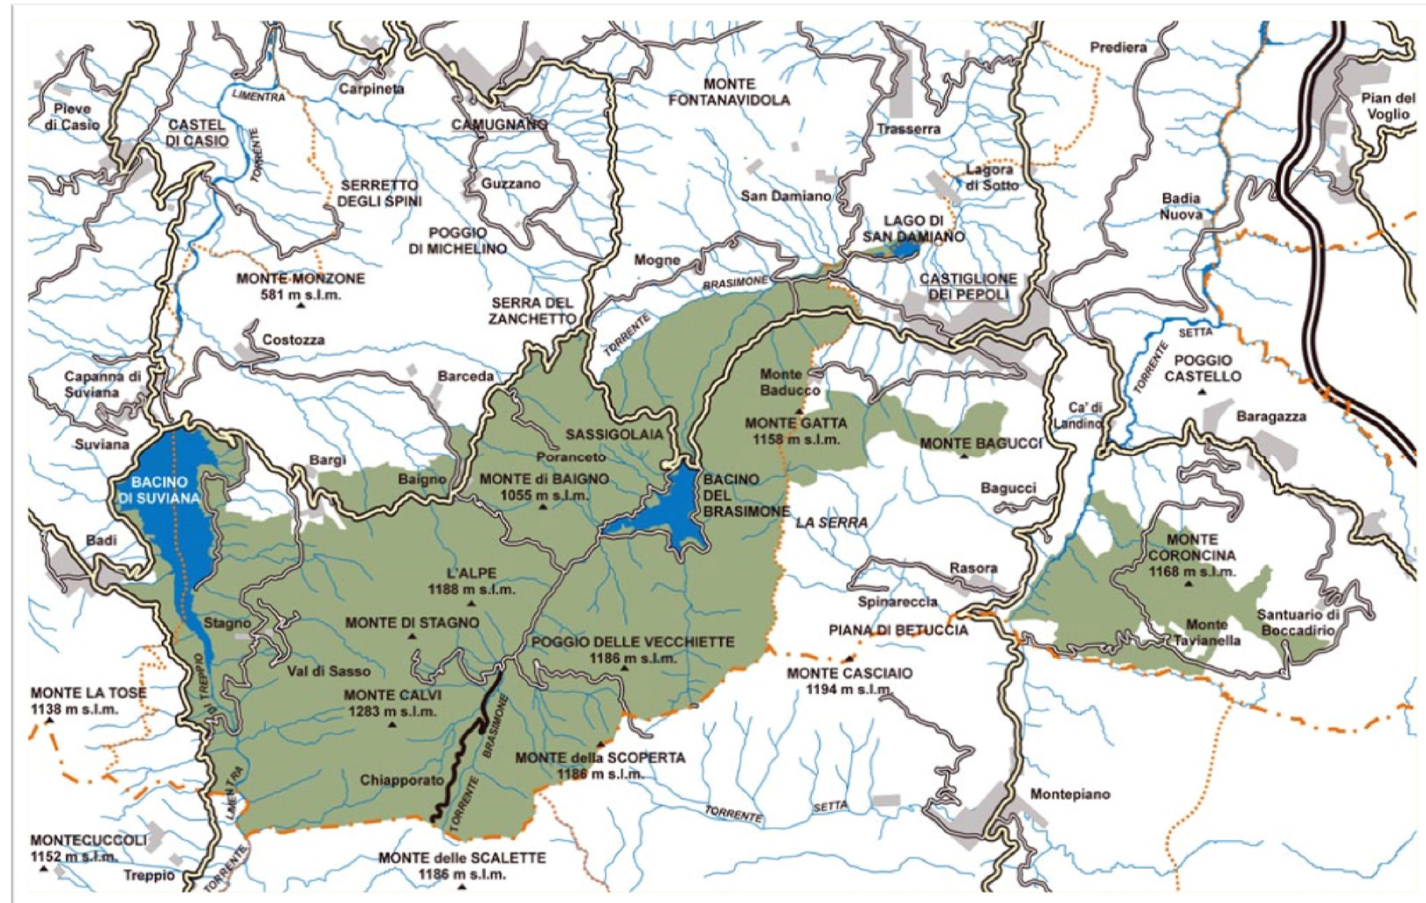 Prediera
MONTE
FONTANAVIDOLA
Carpineta
LIMENTRA
Pian del
Voglio
Pieve
di Casio
CASTEL
DI CASIO
TORRENTE
CAMUGNANO
Trasserra
Lagora
di Sotto
SERRETTO
DEGLI SPINI
Guzzano
San Damiano
Badia
Nuova
LAGO DI
SAN DAMIANO
POGGIO
DI MICHELINO
Mogne
MONTE MONZONE
581 m s.l.m.
BRASIMONE
CASTIGLIONE
DEI PEPOLI
SERRA DEL
ZANCHETTO
TORRENTE
SETTA
TORRENTE
Costozza
POGGIO
CASTELLO
Capanna di
Suviana
Barceda
Monte
Baducco
Ca' di
Landino
Baragazza
Suviana
SASSIGOLAIA
MONTE GATTA
1158 m s.l.m.
MONTE BAGUCCI
Bargi
Poranceto
BACINO
DI SUVIANA
Baigno
MONTE di BAIGNO
1055 m s.l.m.
BACINO
DEL
BRASIMONE
Bagucci
LA SERRA
Badi
MONTE
CORONCINA
1168 m s.l.m.
L'ALPE
1188 m s.l.m.
Rasora
Spinareccia
Stagno
MONTE DI STAGNO
PIANA DI BETUCCIA
Santuario di
Boccadirio
Monte
Tavianella
POGGIO DELLE VECCHIETTE
1186 m s.l.m.
Val di Sasso
DI TREPPIO
MONTE CASCIAIO
1194 m s.l.m.
MONTE LA TOSE
1138 m s.l.m.
MONTE CALVI
1283 m s.l.m.
BRASIMONE
MONTE della SCOPERTA
1186 m s.l.m.
Chiapporato
LIMENTRA
TORRENTE
TORRENTE
SETTA
Montepiano
MONTECUCCOLI
1152 m s.l.m.
Treppio
TORRENTE
MONTE delle SCALETTE
1186 m s.l.m.